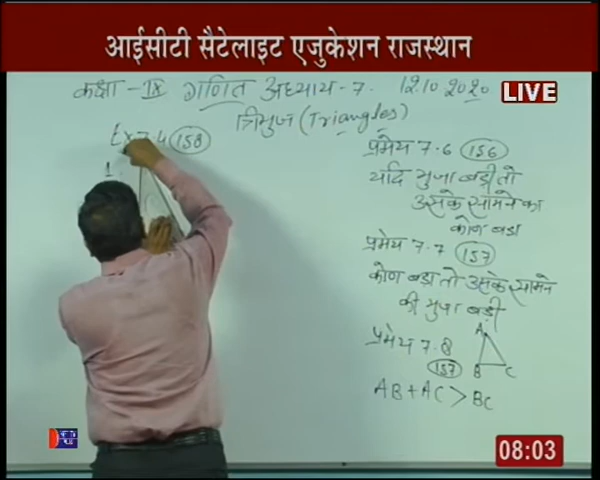 आईसीटी सैटेलाइट एजुकेशन राजस्थान
कक्षा - IX गणित अध्याय - 7. 12.10.2020
LIVE
त्रिभुज (Triangles)
Ex 7.4 (158)
1.
प्रमेय 7.6 (156)
यदि भुजा बड़ी तो
उसके सामने का
कोण बड़ा
प्रमेय 7.7 (157)
कोण बड़ा तो उसके सामने
की भुजा बड़ी
प्रमेय 7.8
(157)
A
B C
AB + AC > BC
08:03